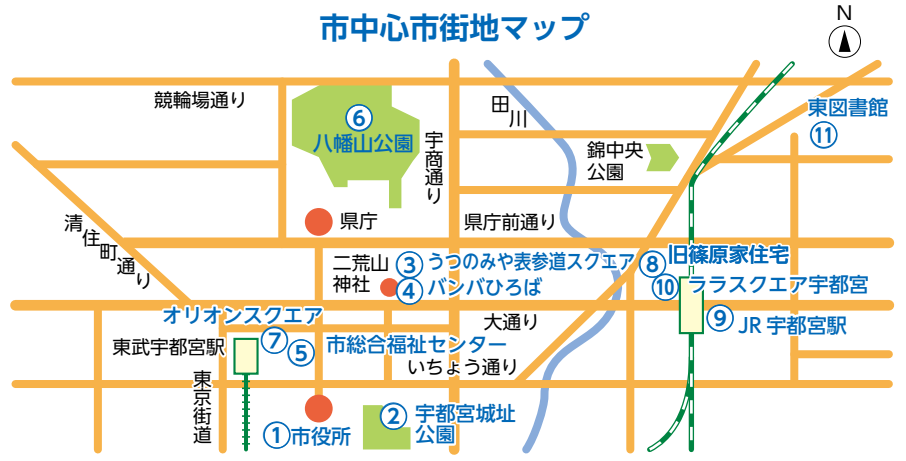 市中心市街地マップ
N
競輪場通り
田川
東図書館
⑪
⑥
八幡山公園
宇商通り
錦中央
公園
清住町通り
県庁
県庁前通り
二荒山
神社
③ うつのみや表参道スクエア
④ バンバひろば
⑧ 旧篠原家住宅
⑩ ララスクエア宇都宮
オリオンスクエア
⑦
大通り
⑨ JR 宇都宮駅
東武宇都宮駅
⑤ 市総合福祉センター
いちょう通り
東京街道
① 市役所
② 宇都宮城址
公園